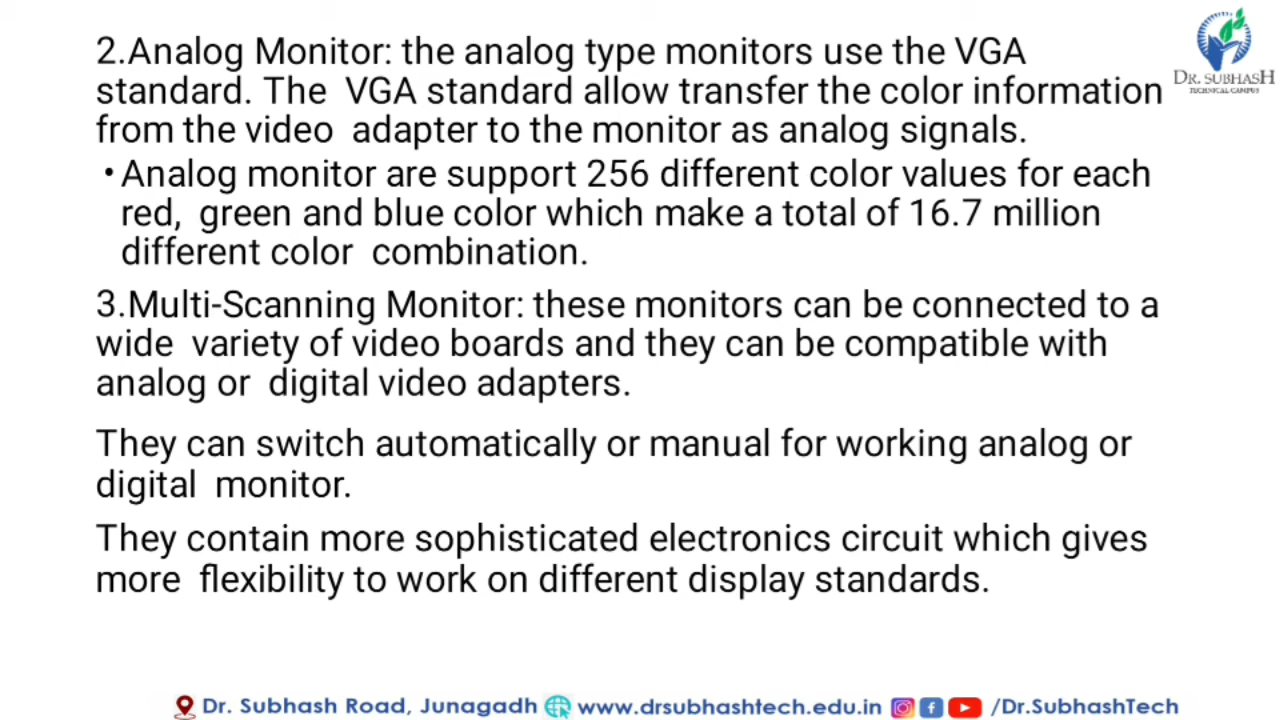 2.Analog Monitor: the analog type monitors use the VGA
standard. The VGA standard allow transfer the color information
from the video adapter to the monitor as analog signals.
• Analog monitor are support 256 different color values for each
red, green and blue color which make a total of 16.7 million
different color combination.
3.Multi-Scanning Monitor: these monitors can be connected to a
wide variety of video boards and they can be compatible with
analog or digital video adapters.
They can switch automatically or manual for working analog or
digital monitor.
They contain more sophisticated electronics circuit which gives
more flexibility to work on different display standards.
DR. SUBHASH
TECHNICAL CAMPUS
Dr. Subhash Road, Junagadh www.drsubhashtech.edu.in /Dr.SubhashTech